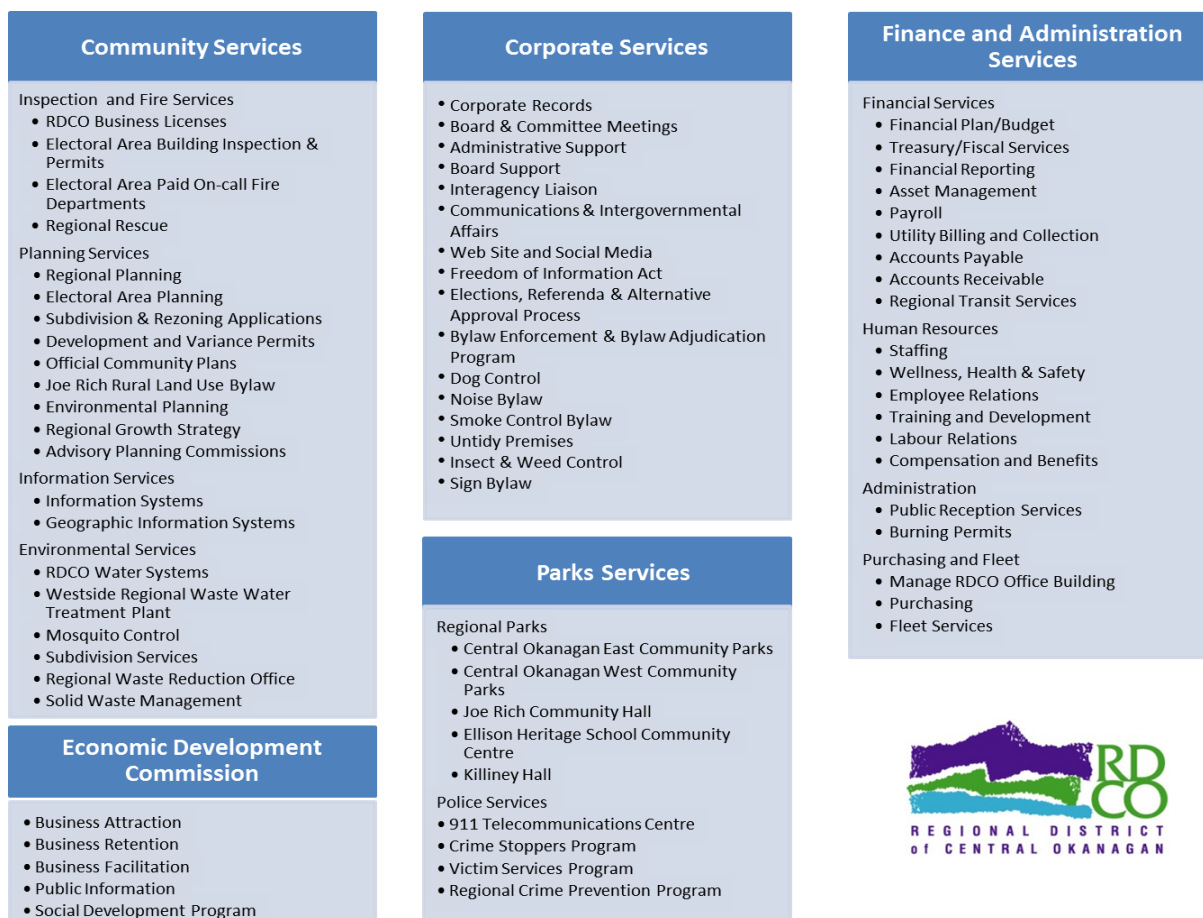 Community Services
Inspection and Fire Services
• RDCO Business Licenses
• Electoral Area Building Inspection &
Permits
• Electoral Area Paid On-call Fire
Departments
• Regional Rescue
Planning Services
• Regional Planning
• Electoral Area Planning
• Subdivision & Rezoning Applications
• Development and Variance Permits
• Official Community Plans
• Joe Rich Rural Land Use Bylaw
• Environmental Planning
• Regional Growth Strategy
• Advisory Planning Commissions
Information Services
• Information Systems
• Geographic Information Systems
Environmental Services
• RDCO Water Systems
• Westside Regional Waste Water
Treatment Plant
• Mosquito Control
• Subdivision Services
• Regional Waste Reduction Office
• Solid Waste Management
Economic Development
Commission
• Business Attraction
• Business Retention
• Business Facilitation
• Public Information
• Social Development Program
Corporate Services
• Corporate Records
• Board & Committee Meetings
• Administrative Support
• Board Support
• Interagency Liaison
• Communications & Intergovernmental
Affairs
• Web Site and Social Media
• Freedom of Information Act
• Elections, Referenda & Alternative
Approval Process
• Bylaw Enforcement & Bylaw Adjudication
Program
• Dog Control
• Noise Bylaw
• Smoke Control Bylaw
• Untidy Premises
• Insect & Weed Control
• Sign Bylaw
Parks Services
Regional Parks
• Central Okanagan East Community Parks
• Central Okanagan West Community
Parks
• Joe Rich Community Hall
• Ellison Heritage School Community
Centre
• Killiney Hall
Police Services
• 911 Telecommunications Centre
• Crime Stoppers Program
• Victim Services Program
• Regional Crime Prevention Program
Finance and Administration
Services
Financial Services
• Financial Plan/Budget
• Treasury/Fiscal Services
• Financial Reporting
• Asset Management
• Payroll
• Utility Billing and Collection
• Accounts Payable
• Accounts Receivable
• Regional Transit Services
Human Resources
• Staffing
• Wellness, Health & Safety
• Employee Relations
• Training and Development
• Labour Relations
• Compensation and Benefits
Administration
• Public Reception Services
• Burning Permits
Purchasing and Fleet
• Manage RDCO Office Building
• Purchasing
• Fleet Services
RD
CO
REGIONAL DISTRICT
of CENTRAL OKANAGAN